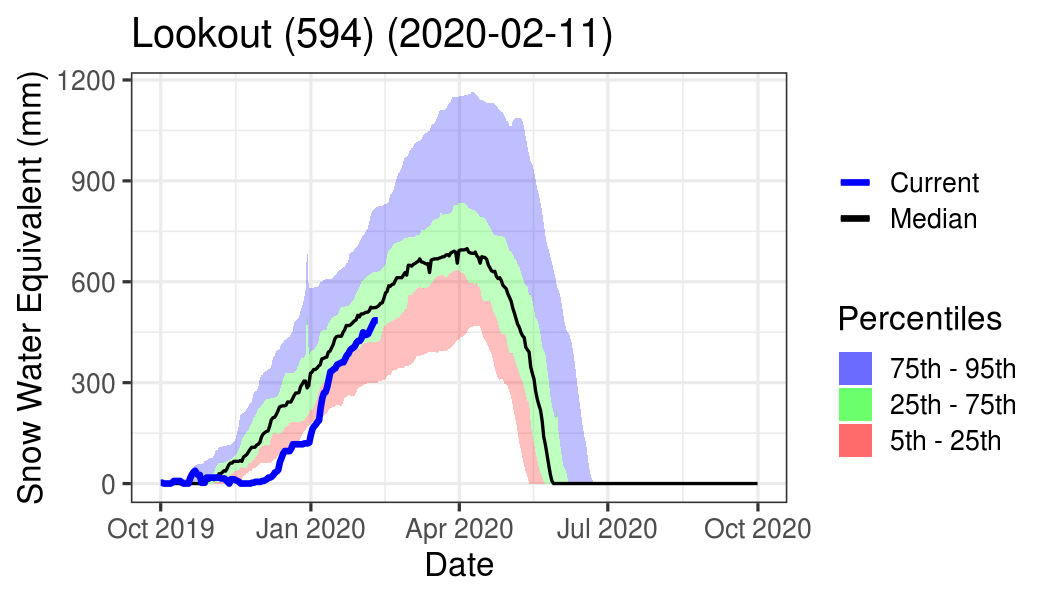 Lookout (594) (2020-02-11)
Snow Water Equivalent (mm)
1200
900
600
300
0
Oct 2019
Jan 2020
Apr 2020
Jul 2020
Oct 2020
Date
Current
Median
Percentiles
75th - 95th
25th - 75th
5th - 25th